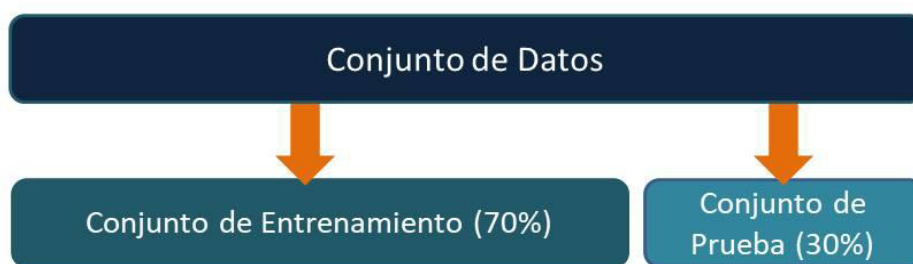 Conjunto de Datos
Conjunto de Entrenamiento (70%)
Conjunto de
Prueba (30%)